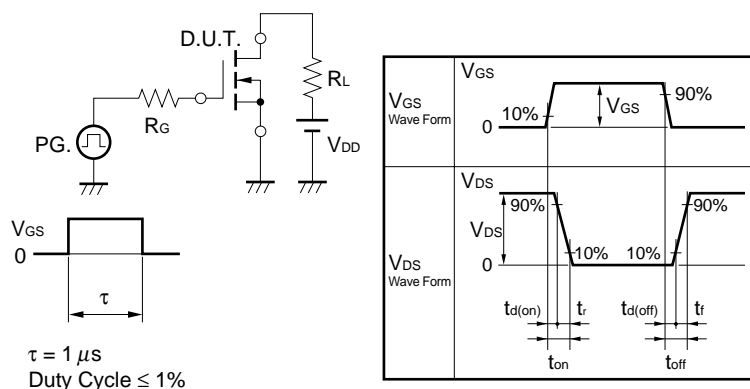 D.U.T.
RL
RG
PG.
VDD
VGS
0
τ
τ = 1 μs
Duty Cycle ≤ 1%
VGS
Wave Form
VGS
10%
VGS
90%
0
VDS
Wave Form
VDS
90%
VDS
90%
10%
10%
0
td(on)
tr
td(off)
tf
ton
toff